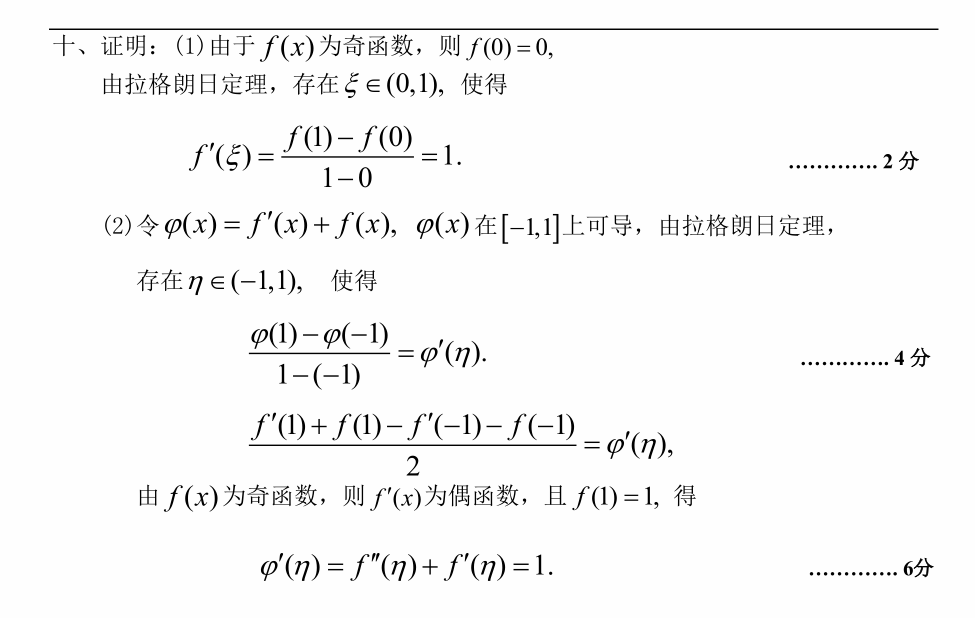 十、证明：(1)由于 f(x) 为奇函数，则 f(0) = 0,
由拉格朗日定理，存在 ξ ∈ (0,1), 使得
f′(ξ) = \frac{f(1) − f(0)}{1 − 0} = 1. ………….2 分
(2)令 φ(x) = f′(x) + f(x), φ(x) 在 [−1,1] 上可导，由拉格朗日定理，
存在 η ∈ (−1,1), 使得
\frac{φ(1) − φ(−1)}{1 − (−1)} = φ′(η). ………….4 分
\frac{f′(1) + f(1) − f′(−1) − f(−1)}{2} = φ′(η),
由 f(x) 为奇函数，则 f′(x) 为偶函数，且 f(1) = 1, 得
φ′(η) = f″(η) + f′(η) = 1. ………….6分